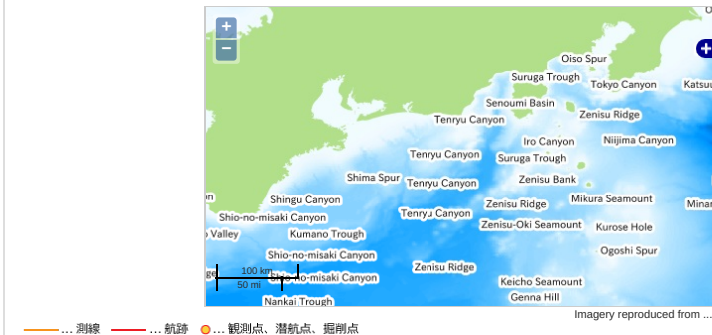 +
−
Oiso Spur
Suruga Trough
Tokyo Canyon
Katsuu
Senoumi Basin
Zenisu Ridge
Tenryu Canyon
Iro Canyon
Niijima Canyon
Tenryu Canyon
Suruga Trough
Shima Spur
Tenryu Canyon
Zenisu Bank
Shingu Canyon
Zenisu Ridge
Mikura Seamount
Minar
Shio-no-misaki Canyon
Tenryu Canyon
Valley
Kumano Trough
Zenisu-Oki Seamount
Kurose Hole
Shio-no-misaki Canyon
Ogoshi Spur
100 km
Zenisu Ridge
Shio-no-misaki Canyon
50 mi
Keicho Seamount
Nankai Trough
Genna Hill
Imagery reproduced from ...
... 測線 ... 航跡 ... 観測点、潜航点、掘削点